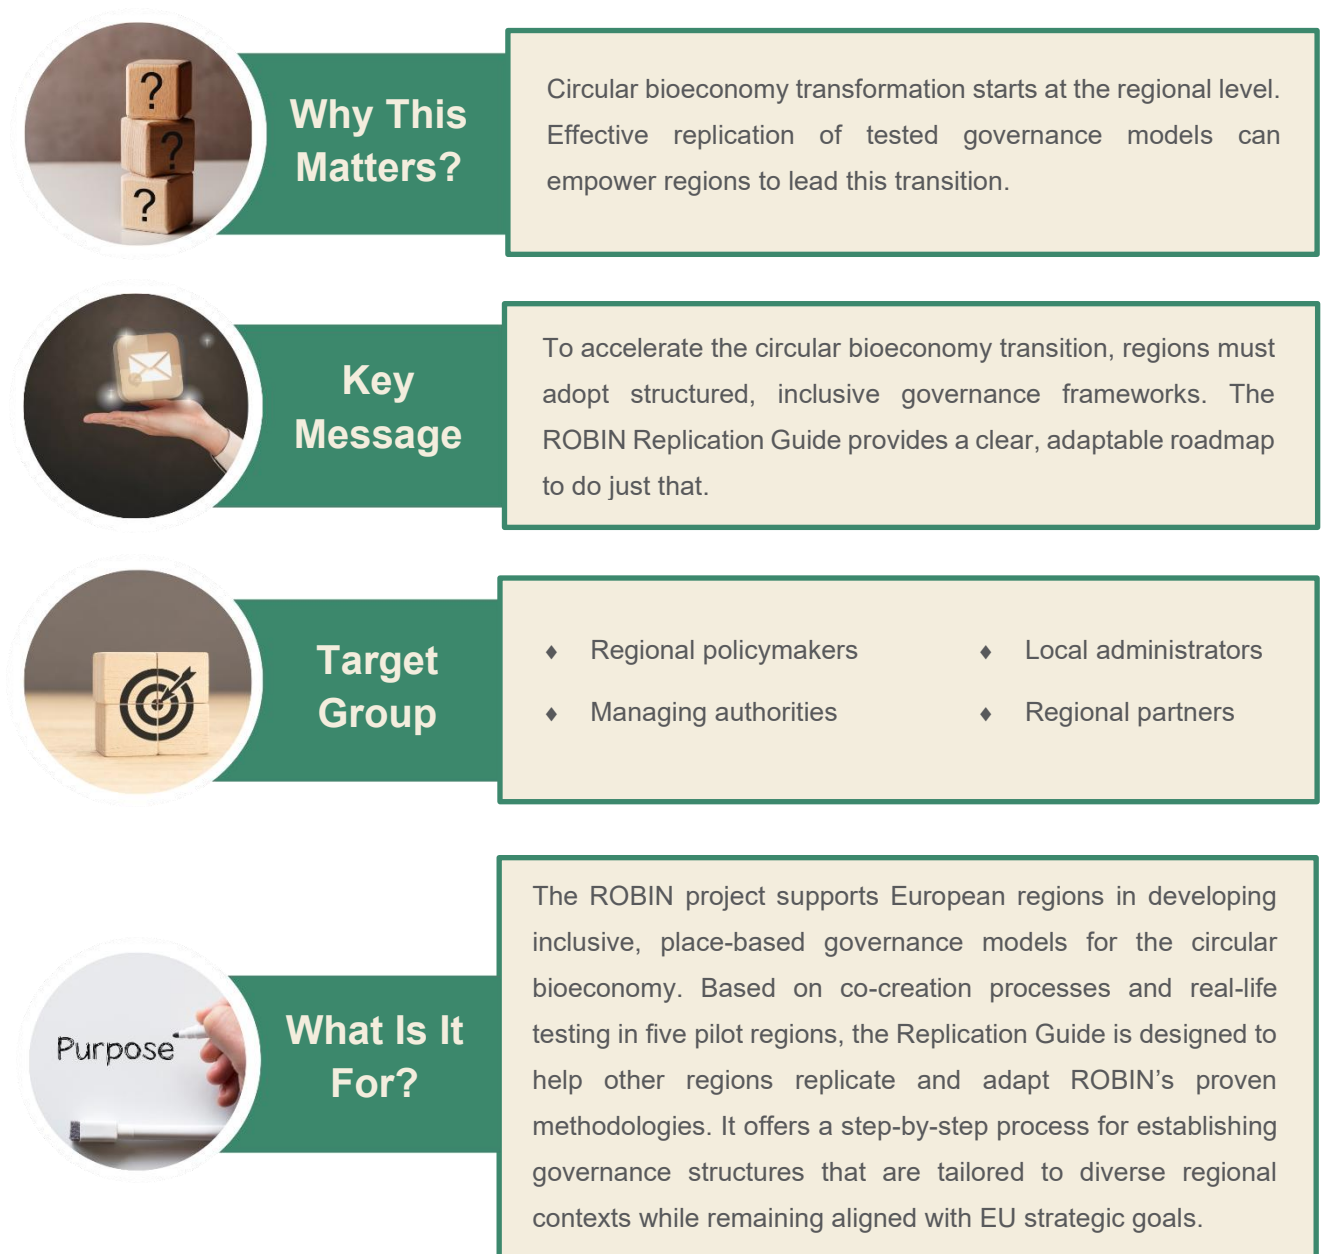 ?
?
?
Why This
Matters?
Circular bioeconomy transformation starts at the regional level.
Effective replication of tested governance models can
empower regions to lead this transition.
Key
Message
To accelerate the circular bioeconomy transition, regions must
adopt structured, inclusive governance frameworks. The
ROBIN Replication Guide provides a clear, adaptable roadmap
to do just that.
Target
Group
♦ Regional policymakers
♦ Managing authorities
♦ Local administrators
♦ Regional partners
Purpose
What Is It
For?
The ROBIN project supports European regions in developing
inclusive, place-based governance models for the circular
bioeconomy. Based on co-creation processes and real-life
testing in five pilot regions, the Replication Guide is designed to
help other regions replicate and adapt ROBIN’s proven
methodologies. It offers a step-by-step process for establishing
governance structures that are tailored to diverse regional
contexts while remaining aligned with EU strategic goals.